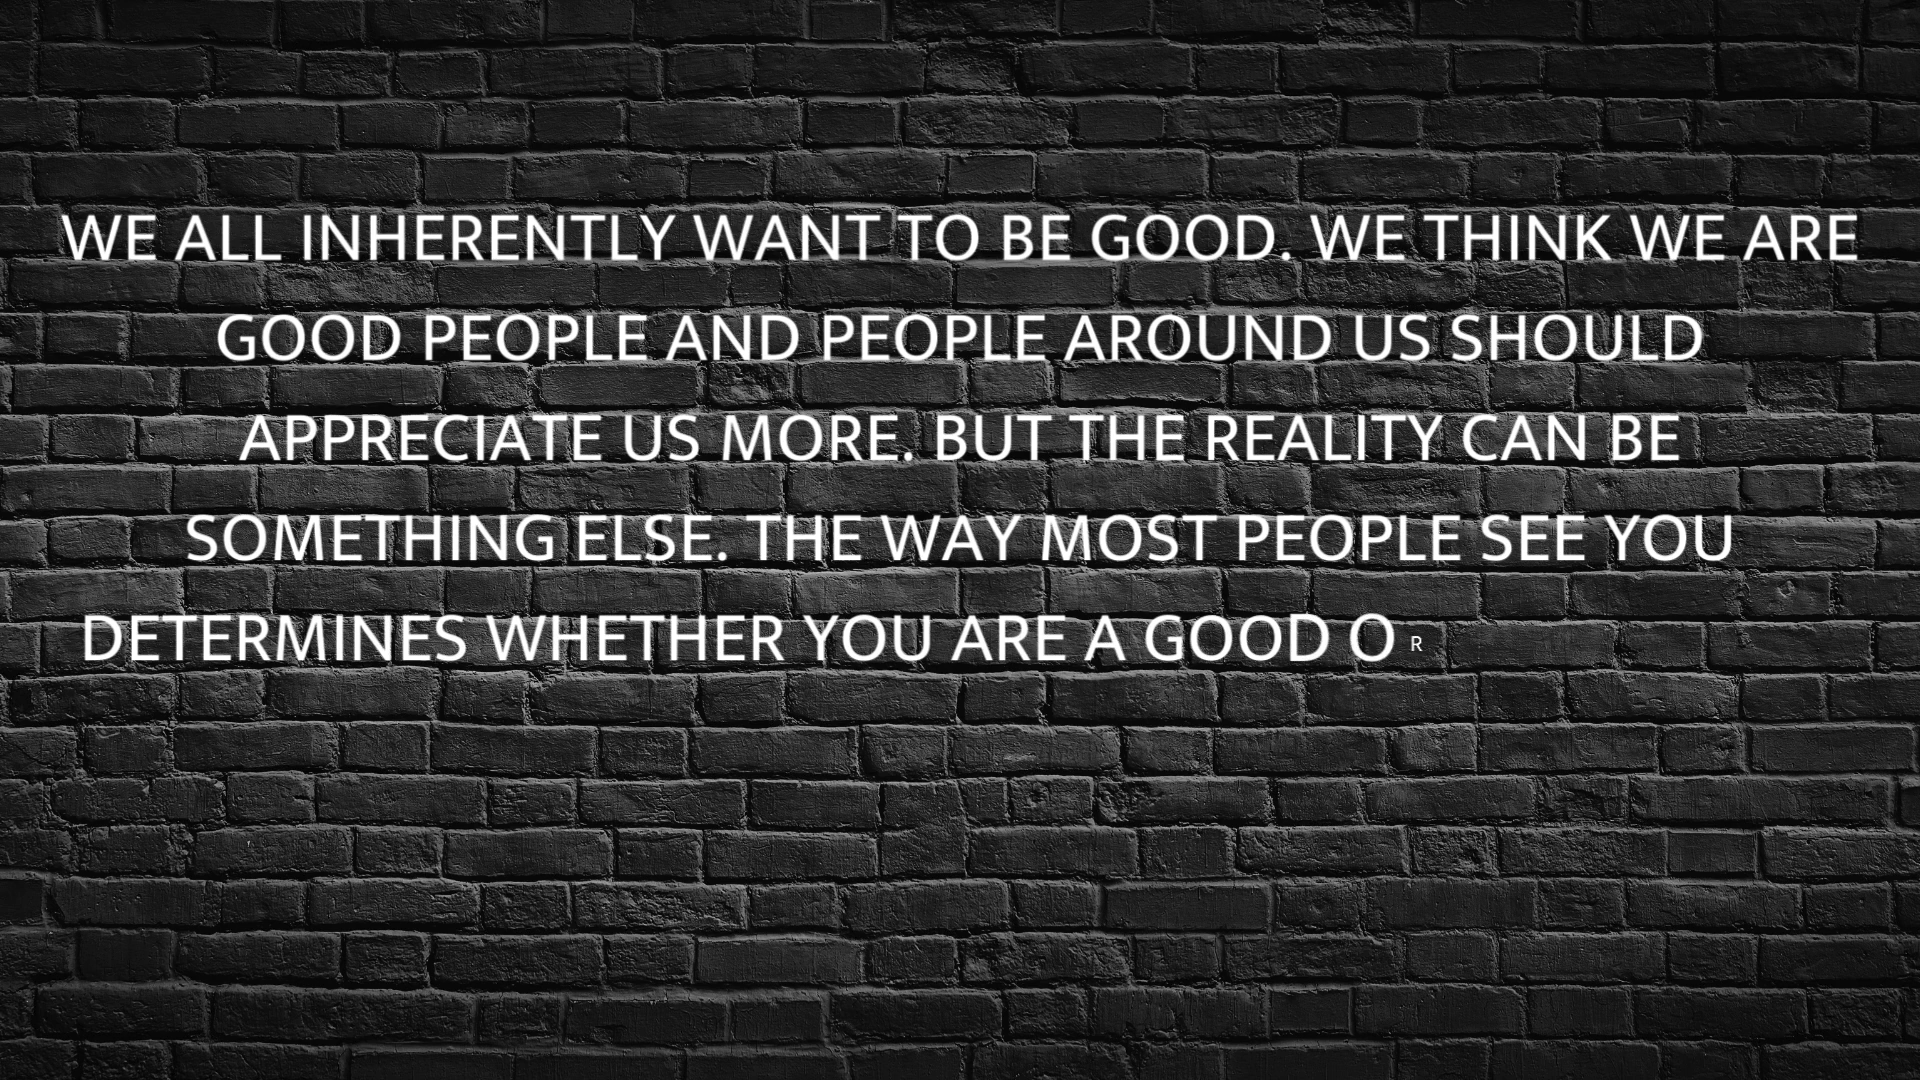 WE ALL INHERENTLY WANT TO BE GOOD. WE THINK WE ARE
GOOD PEOPLE AND PEOPLE AROUND US SHOULD
APPRECIATE US MORE. BUT THE REALITY CAN BE
SOMETHING ELSE. THE WAY MOST PEOPLE SEE YOU
DETERMINES WHETHER YOU ARE A GOOD OR